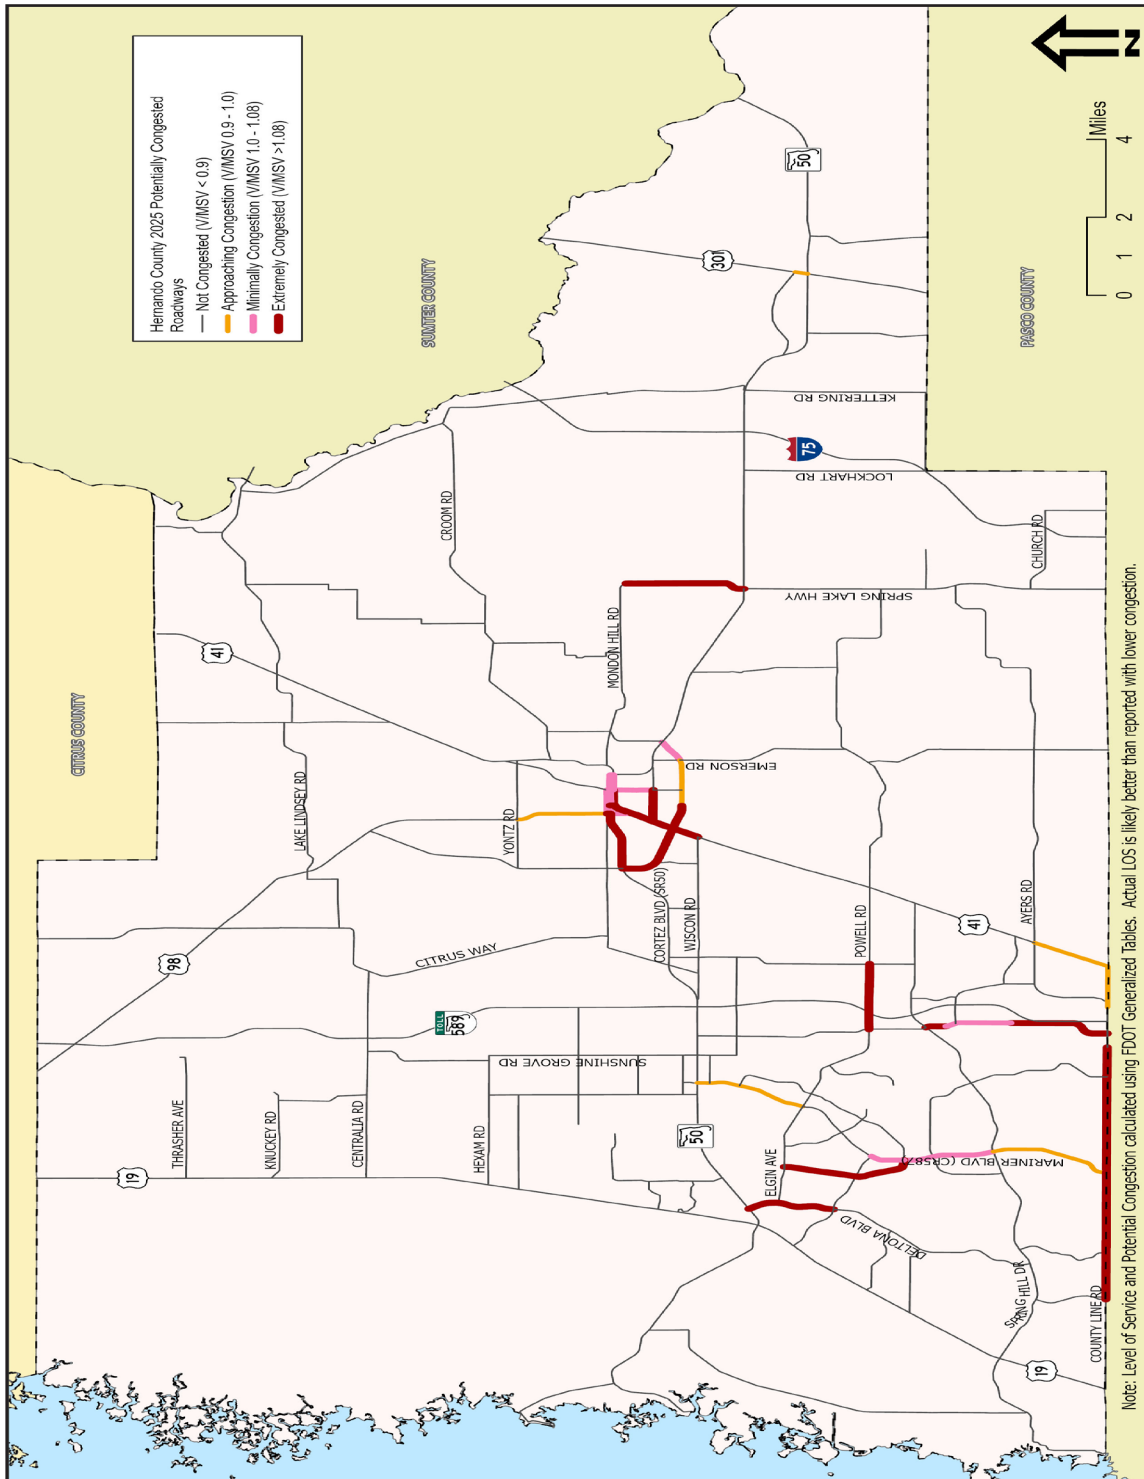 Hernando County 2025 Potentially Congested
Roadways
Not Congested (V/MSV < 0.9)
Approaching Congestion (V/MSV 0.9 - 1.0)
Minimally Congestion (V/MSV 1.0 - 1.08)
Extremely Congested (V/MSV >1.08)
CITRUS COUNTY
SUMTER COUNTY
PASCO COUNTY
THRASHER AVE
KNUCKEY RD
CENTRALIA RD
HEXAM RD
SUNSHINE GROVE RD
CITRUS WAY
LAKE LINDSEY RD
YONTZ RD
CROOM RD
MONDON HILL RD
CORTEZ BLVD (SR50)
WISCON RD
EMERSON RD
POWELL RD
AYERS RD
SPRING LAKE HWY
CHURCH RD
LOCKHART RD
KETTERING RD
ELGIN AVE
DELTONA BLVD
MARINER BLVD (CR587)
SPRING HILL DR
COUNTY LINE RD
19
98
TOLL
589
41
50
41
19
75
301
50
N
0 1 2 4
Miles
Note: Level of Service and Potential Congestion calculated using FDOT Generalized Tables. Actual LOS is likely better than reported with lower congestion.